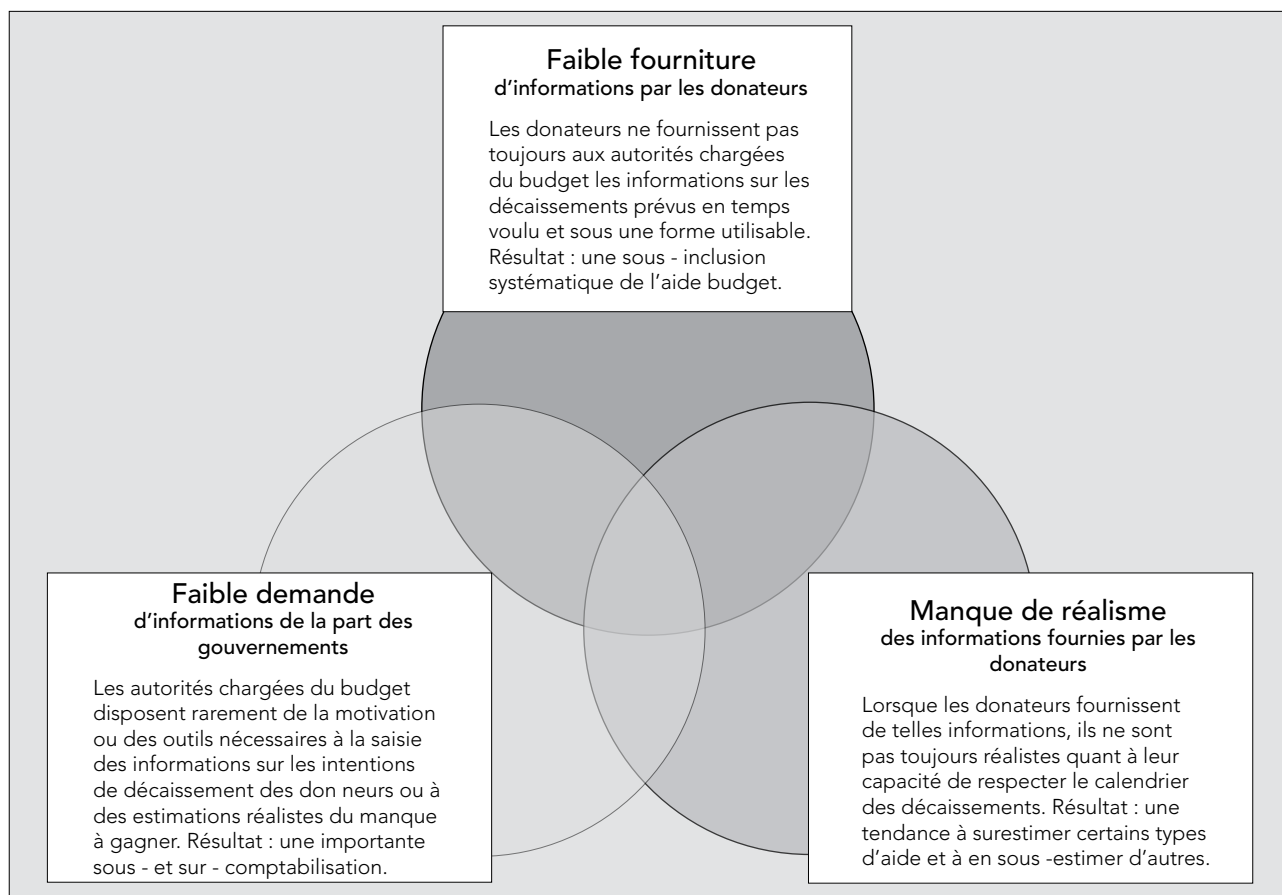 Faible fourniture
d’informations par les donateurs
Les donateurs ne fournissent pas
toujours aux autorités chargées
du budget les informations sur les
décaissements prévus en temps
voulu et sous une forme utilisable.
Résultat : une sous - inclusion
systématique de l’aide budget.
Faible demande
d’informations de la part des
gouvernements
Les autorités chargées du budget
disposent rarement de la motivation
ou des outils nécessaires à la saisie
des informations sur les intentions
de décaissement des don neurs ou à
des estimations réalistes du manque
à gagner. Résultat : une importante
sous - et sur - comptabilisation.
Manque de réalisme
des informations fournies par les
donateurs
Lorsque les donateurs fournissent
de telles informations, ils ne sont
pas toujours réalistes quant à leur
capacité de respecter le calendrier
des décaissements. Résultat : une
tendance à surestimer certains types
d’aide et à en sous -estimer d’autres.